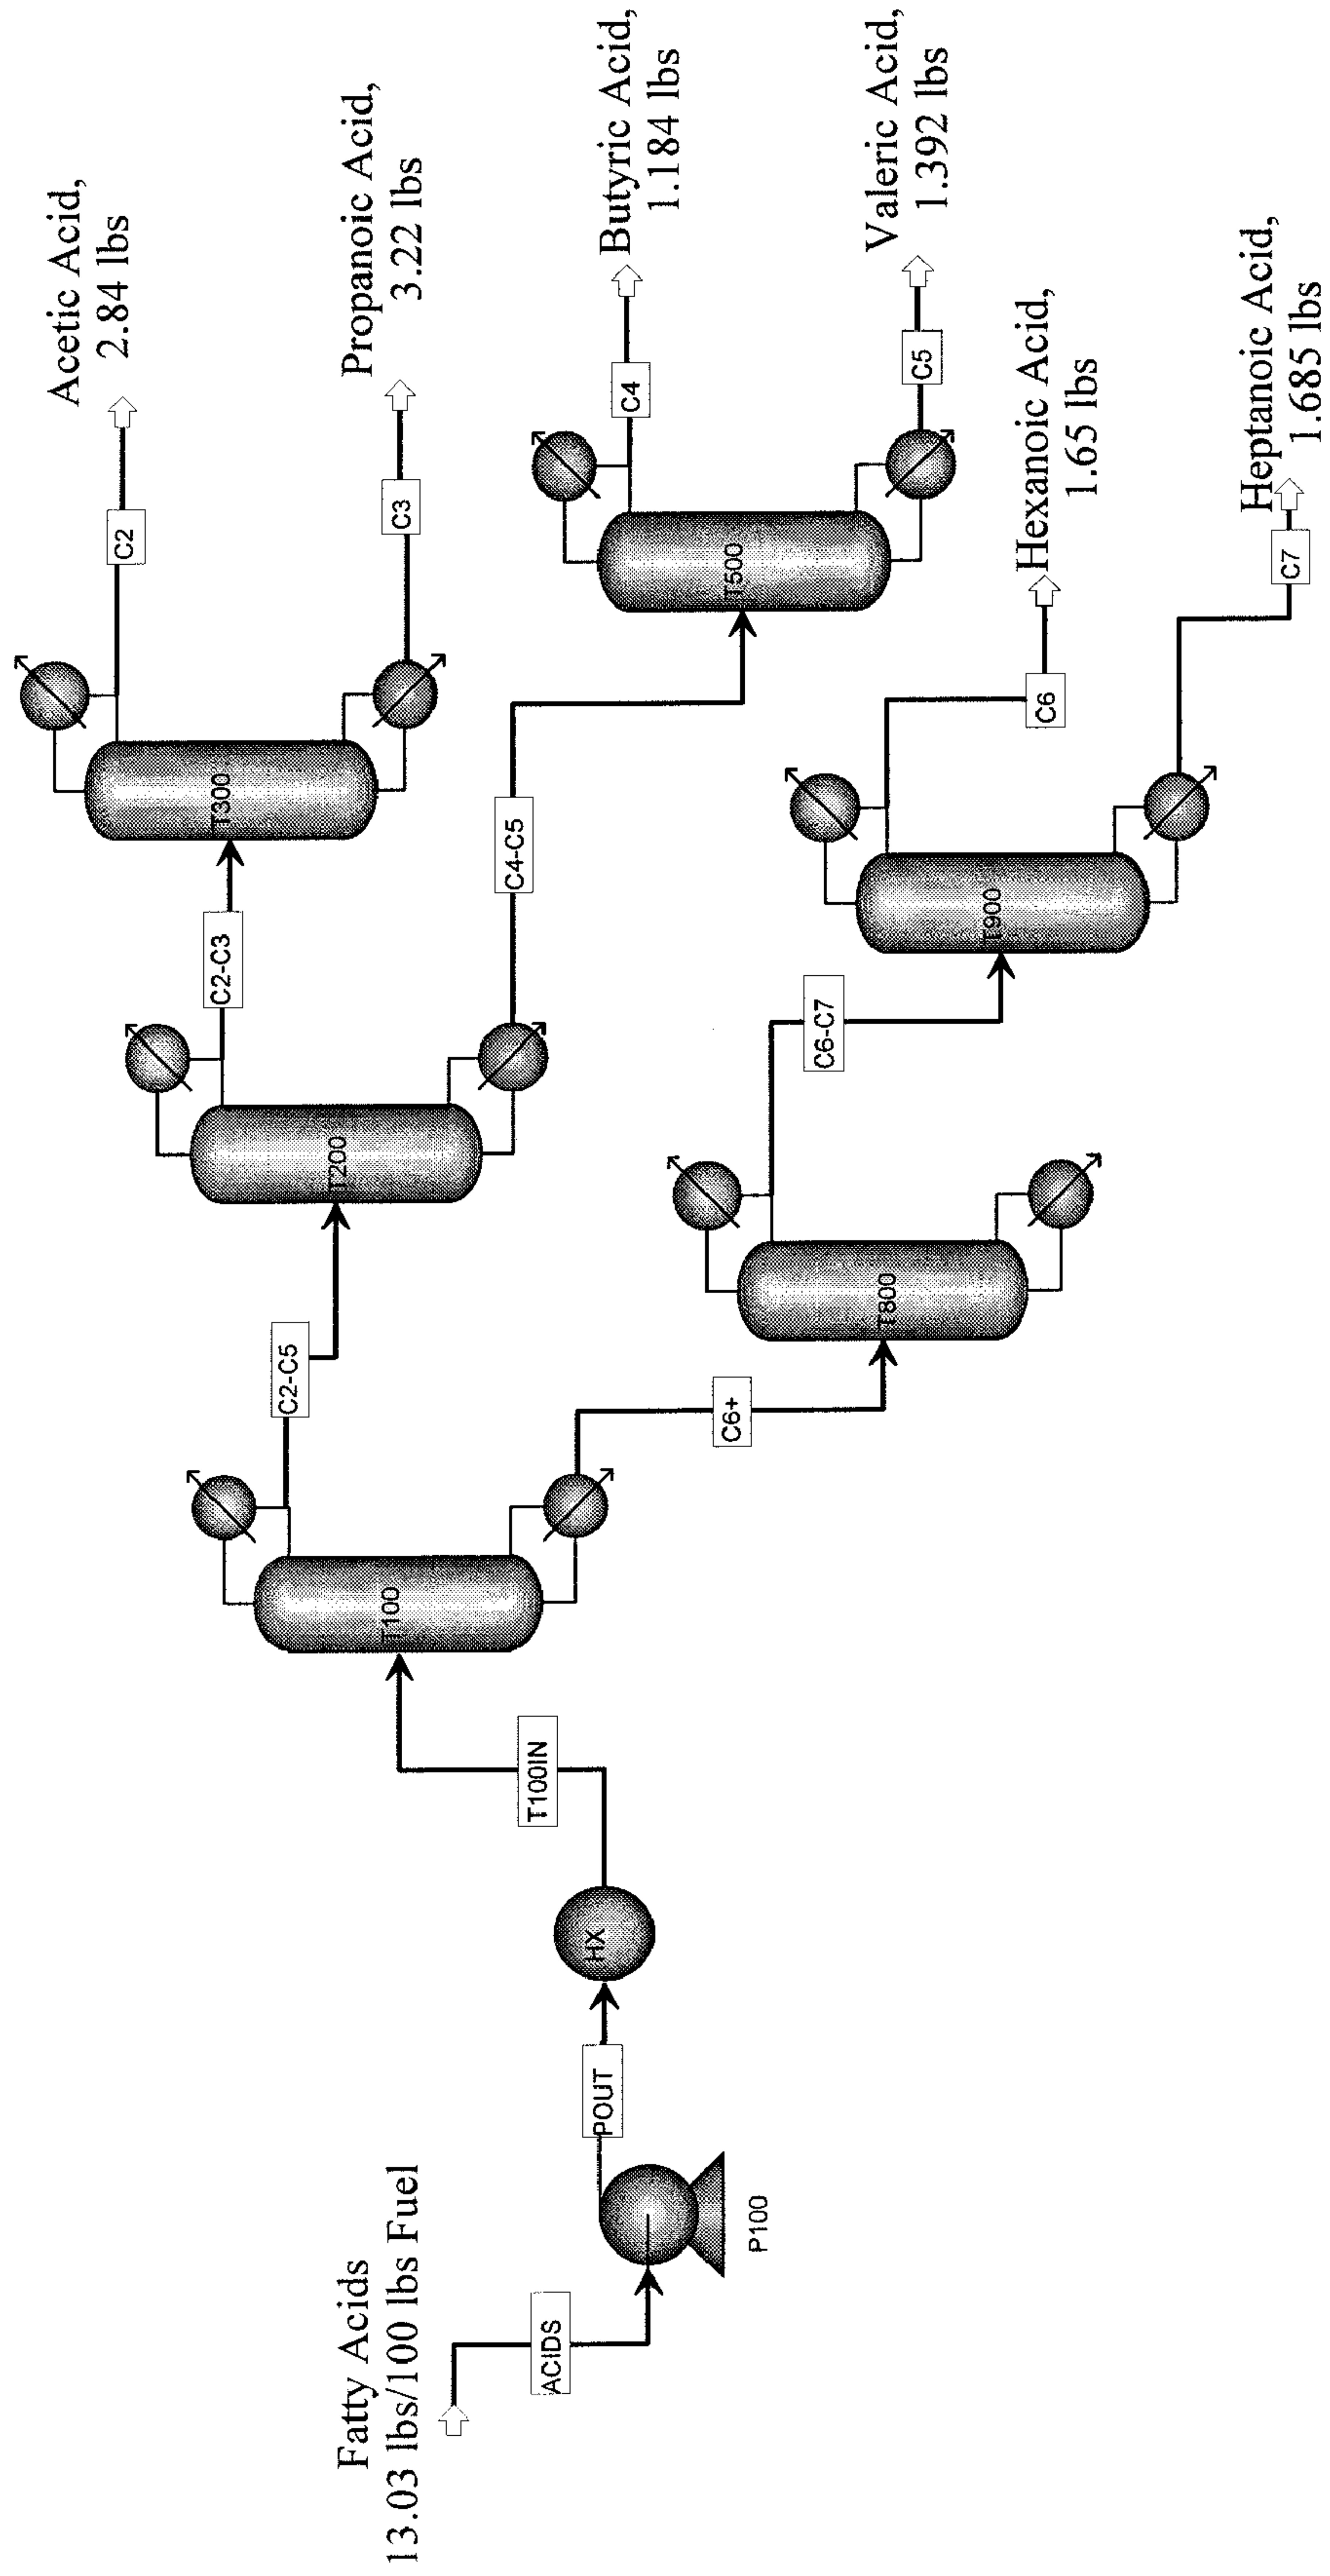 Fatty Acids
13.03 lbs/100 lbs Fuel
ACIDS
P100
POUT
HX
T100IN
T100
C2-C5
C6+
T200
C2-C3
C4-C5
T300
C2
Acetic Acid,
2.84 lbs
C3
Propanoic Acid,
3.22 lbs
T500
C4
Butyric Acid,
1.184 lbs
C5
Valeric Acid,
1.392 lbs
T800
C6-C7
T900
C6
Hexanoic Acid,
1.65 lbs
C7
Heptanoic Acid,
1.685 lbs